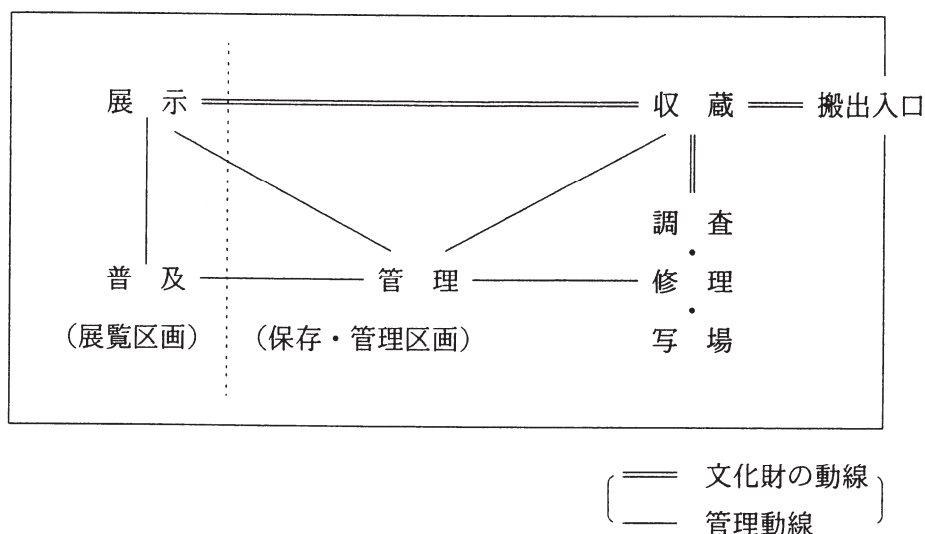 展示
収蔵
搬出入口
調査
・
普及
管理
修理
・
(展覧区画)
(保存・管理区画)
写場
文化財の動線
管理動線